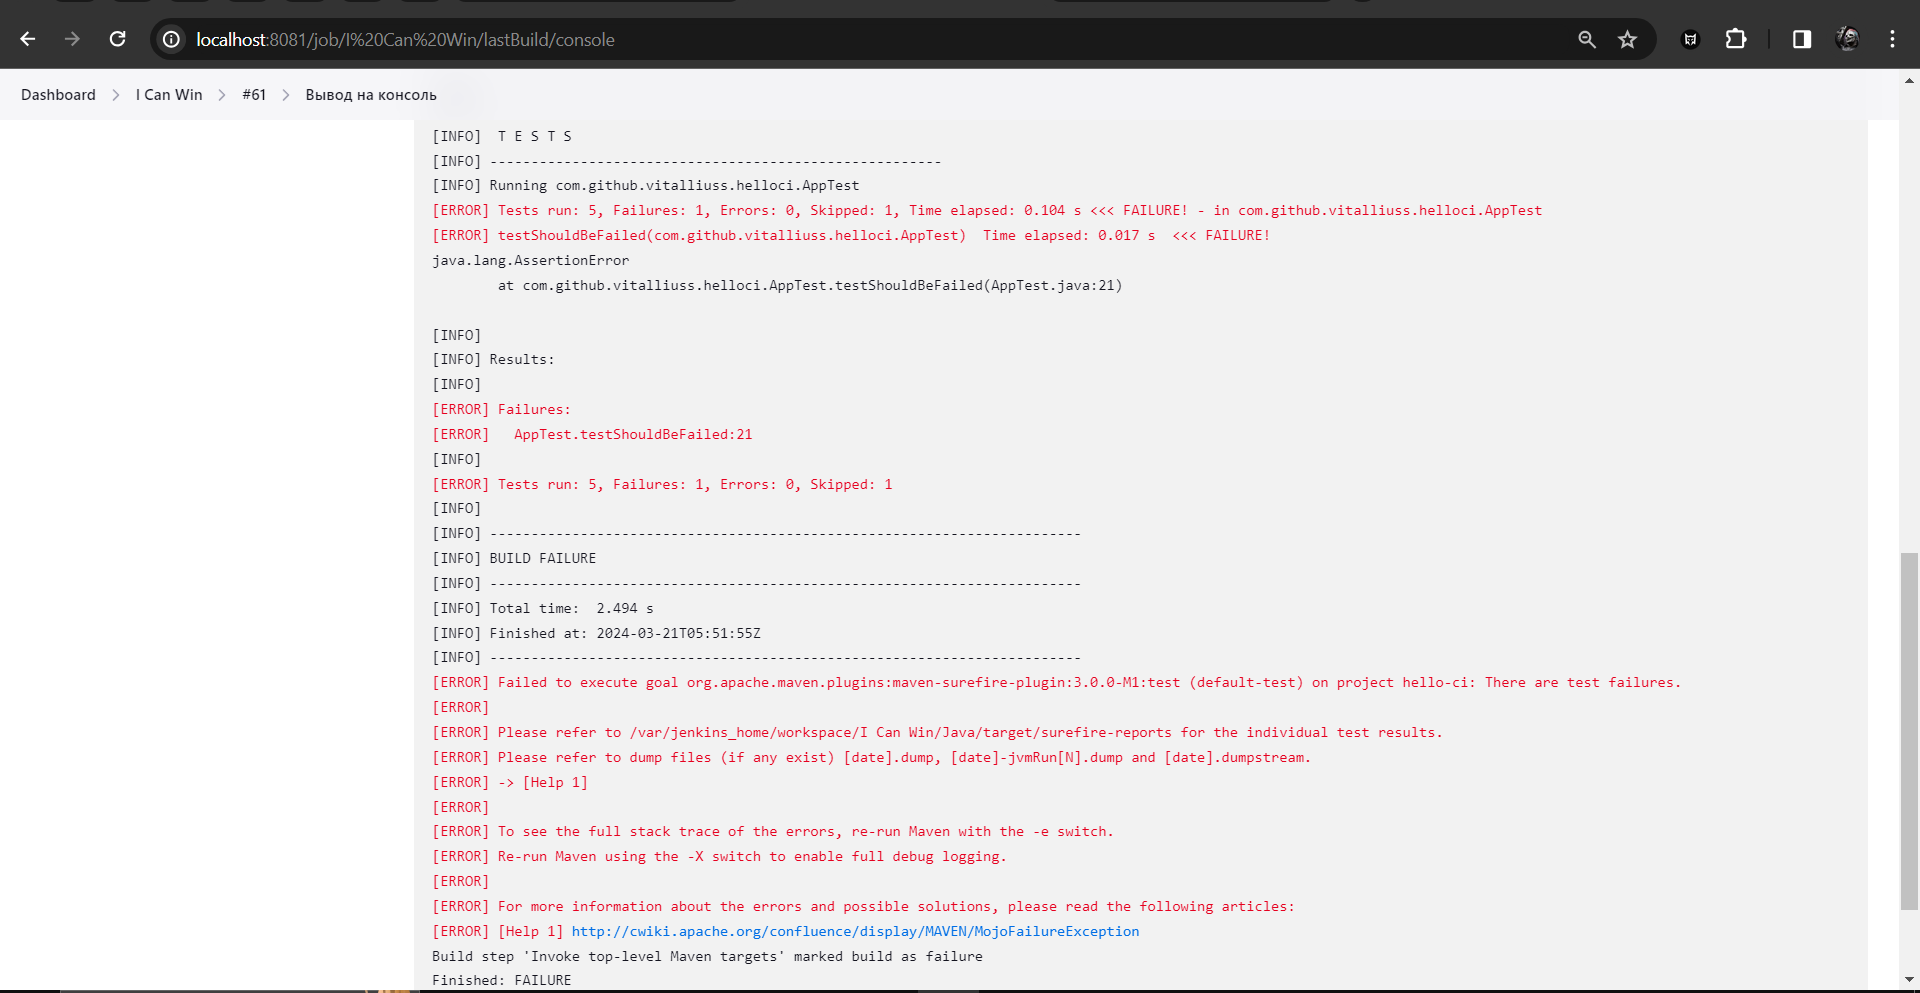 localhost:8081/job/I%20Can%20Win/lastBuild/console
Dashboard > I Can Win > #61 > Вывод на консоль
[INFO]  T E S T S
[INFO] -------------------------------------------------------
[INFO] Running com.github.vitalliuss.helloci.AppTest
[ERROR] Tests run: 5, Failures: 1, Errors: 0, Skipped: 1, Time elapsed: 0.104 s <<< FAILURE! - in com.github.vitalliuss.helloci.AppTest
[ERROR] testShouldBeFailed(com.github.vitalliuss.helloci.AppTest)  Time elapsed: 0.017 s  <<< FAILURE!
java.lang.AssertionError
	at com.github.vitalliuss.helloci.AppTest.testShouldBeFailed(AppTest.java:21)
[INFO]
[INFO] Results:
[INFO]
[ERROR] Failures:
[ERROR]   AppTest.testShouldBeFailed:21
[INFO]
[ERROR] Tests run: 5, Failures: 1, Errors: 0, Skipped: 1
[INFO]
[INFO] ------------------------------------------------------------------------
[INFO] BUILD FAILURE
[INFO] ------------------------------------------------------------------------
[INFO] Total time:  2.494 s
[INFO] Finished at: 2024-03-21T05:51:55Z
[INFO] ------------------------------------------------------------------------
[ERROR] Failed to execute goal org.apache.maven.plugins:maven-surefire-plugin:3.0.0-M1:test (default-test) on project hello-ci: There are test failures.
[ERROR]
[ERROR] Please refer to /var/jenkins_home/workspace/I Can Win/Java/target/surefire-reports for the individual test results.
[ERROR] Please refer to dump files (if any exist) [date].dump, [date]-jvmRun[N].dump and [date].dumpstream.
[ERROR] -> [Help 1]
[ERROR]
[ERROR] To see the full stack trace of the errors, re-run Maven with the -e switch.
[ERROR] Re-run Maven using the -X switch to enable full debug logging.
[ERROR]
[ERROR] For more information about the errors and possible solutions, please read the following articles:
[ERROR] [Help 1] http://cwiki.apache.org/confluence/display/MAVEN/MojoFailureException
Build step 'Invoke top-level Maven targets' marked build as failure
Finished: FAILURE